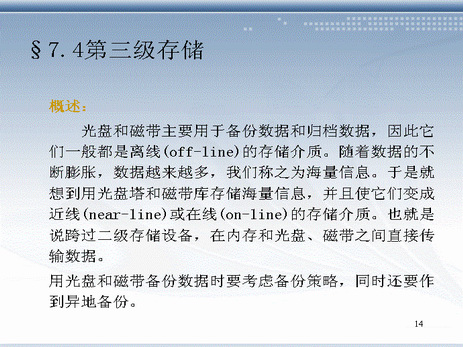 §7.4第三级存储
概述：
光盘和磁带主要用于备份数据和归档数据，因此它
们一般都是离线(off-line)的存储介质。随着数据的不
断膨胀，数据越来越多，我们称之为海量信息。于是就
想到用光盘塔和磁带库存储海量信息，并且使它们变成
近线(near-line)或在线(on-line)的存储介质。也就是
说跨过二级存储设备，在内存和光盘、磁带之间直接传
输数据。
用光盘和磁带备份数据时要考虑备份策略，同时还要作
到异地备份。
14